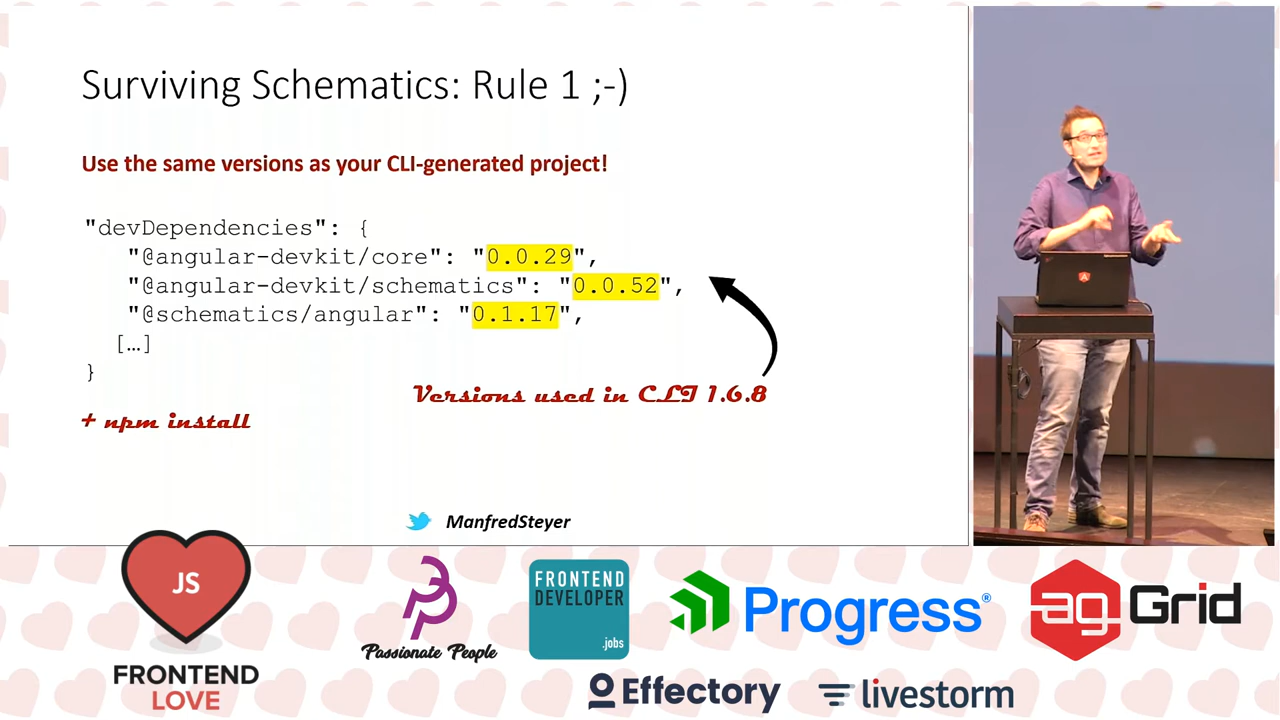 Surviving Schematics: Rule 1 ;-)
Use the same versions as your CLI-generated project!
"devDependencies": {
"@angular-devkit/core": "0.0.29",
"@angular-devkit/schematics": "0.0.52",
"@schematics/angular": "0.1.17",
[…]
}
Versions used in CLI 1.6.8
+ npm install
ManfredSteyer
JS
FRONTEND
LOVE
Passionate People
FRONTEND
DEVELOPER
.jobs
Progress®
ag Grid
Effectory
livestorm